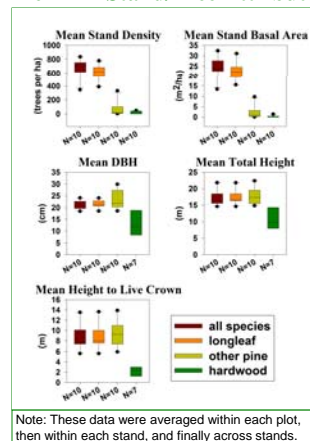 Mean Stand Density
Mean Stand Basal Area
(trees per ha)
1000
800
600
400
200
0
N=10
N=10
N=10
N=10
(m²/ha)
35
30
25
20
15
10
5
0
N=10
N=10
N=10
N=10
Mean DBH
Mean Total Height
(cm)
35
30
25
20
15
10
5
0
N=10
N=10
N=10
N=7
(m)
25
20
15
10
5
0
N=10
N=10
N=10
N=7
Mean Height to Live Crown
(m)
16
14
12
10
8
6
4
2
0
N=10
N=10
N=10
N=7
all species
longleaf
other pine
hardwood
Note: These data were averaged within each plot,
then within each stand, and finally across stands.